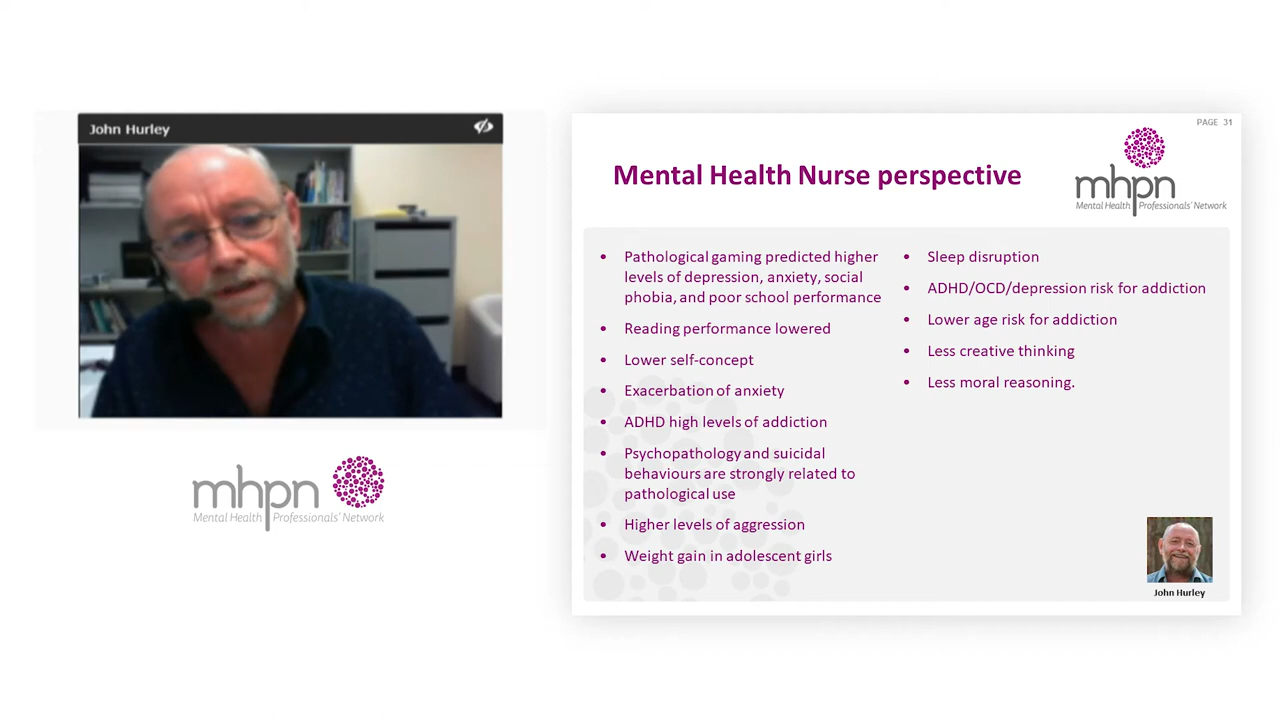 John Hurley
mhpn
Mental Health Professionals' Network
PAGE 31
Mental Health Nurse perspective
mhpn
Mental Health Professionals' Network
• Pathological gaming predicted higher
levels of depression, anxiety, social
phobia, and poor school performance
• Reading performance lowered
• Lower self-concept
• Exacerbation of anxiety
• ADHD high levels of addiction
• Psychopathology and suicidal
behaviours are strongly related to
pathological use
• Higher levels of aggression
• Weight gain in adolescent girls
• Sleep disruption
• ADHD/OCD/depression risk for addiction
• Lower age risk for addiction
• Less creative thinking
• Less moral reasoning.
John Hurley